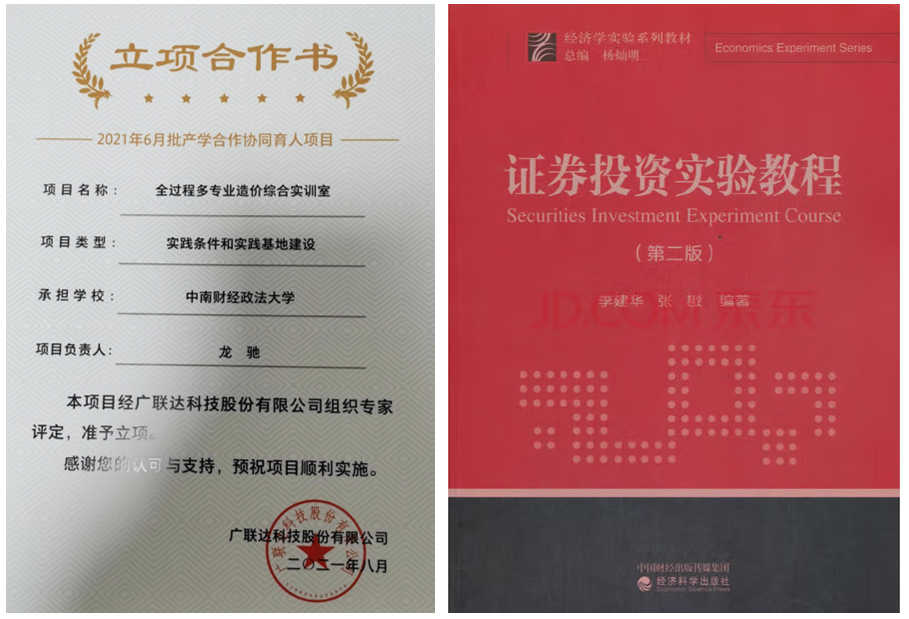 立项合作书
2021年6月批产学合作协同育人项目
项目名称：全过程多专业造价综合实训室
项目类型：实践条件和实践基地建设
承担学校：中南财经政法大学
项目负责人：龙 驰
本项目经广联达科技股份有限公司组织专家
评定，准予立项。
感谢您的认可与支持，预祝项目顺利实施。
广联达科技股份有限公司
二〇二一年八月
经济学实验系列教材
总编 杨灿明
Economics Experiment Series
证券投资实验教程
Securities Investment Experiment Course
（第二版）
李建华 张 编著
JD.COM 京东
中国财经出版传媒集团
经济科学出版社
Economic Science Press